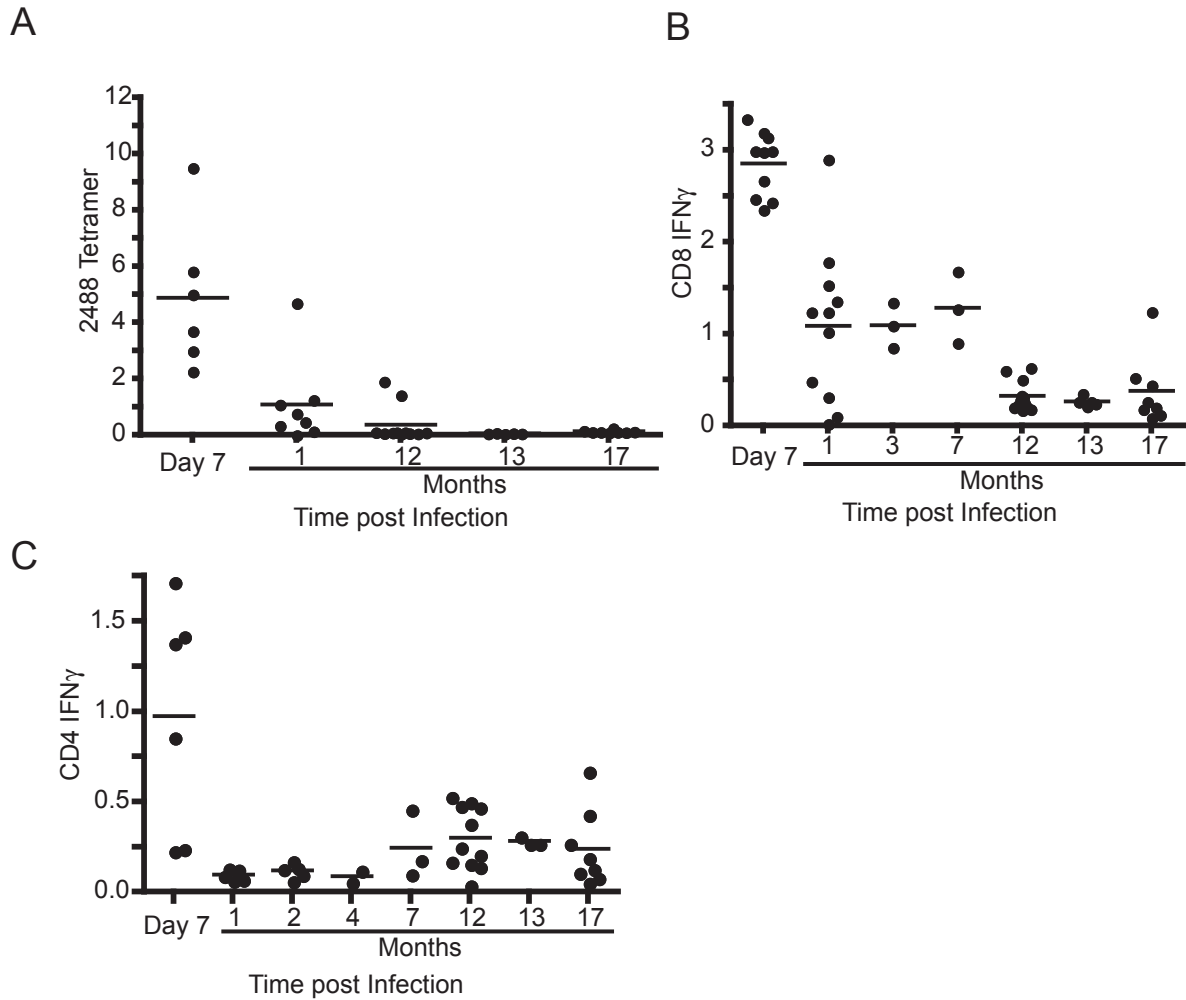 A
12
10
8
6
4
2
0
2488 Tetramer
Day 7 1 12 13 17
Months
Time post Infection
B
3
2
1
0
CD8 IFNγ
Day 7 1 3 7 12 13 17
Months
Time post Infection
C
1.5
1.0
0.5
0.0
CD4 IFNγ
Day 7 1 2 4 7 12 13 17
Months
Time post Infection